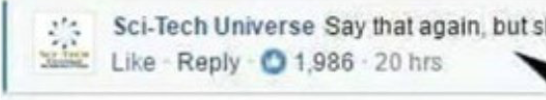 Sci-Tech Universe Say that again, but s
Like · Reply · 1,986 · 20 hrs